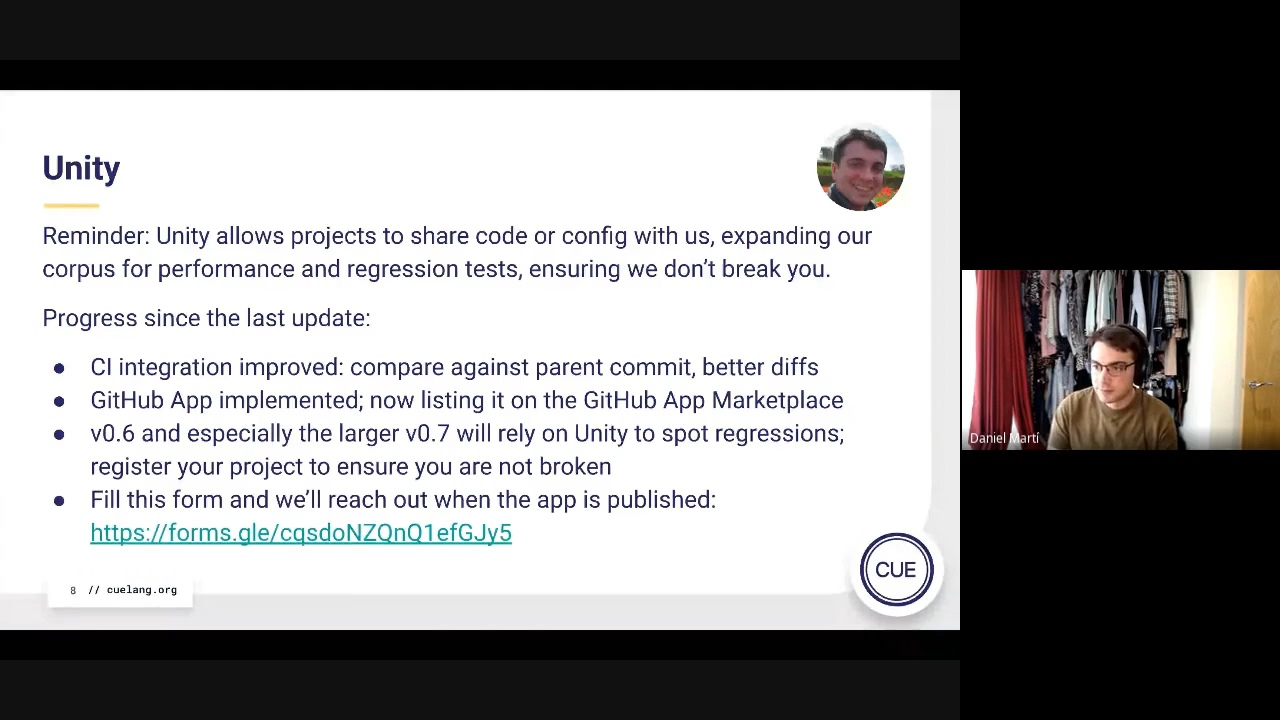 Unity
Reminder: Unity allows projects to share code or config with us, expanding our
corpus for performance and regression tests, ensuring we don’t break you.
Progress since the last update:
● CI integration improved: compare against parent commit, better diffs
● GitHub App implemented; now listing it on the GitHub App Marketplace
● v0.6 and especially the larger v0.7 will rely on Unity to spot regressions;
register your project to ensure you are not broken
● Fill this form and we’ll reach out when the app is published:
https://forms.gle/cqsdoNZQnQ1efGJy5
8 // cuelang.org
CUE
Daniel Martí